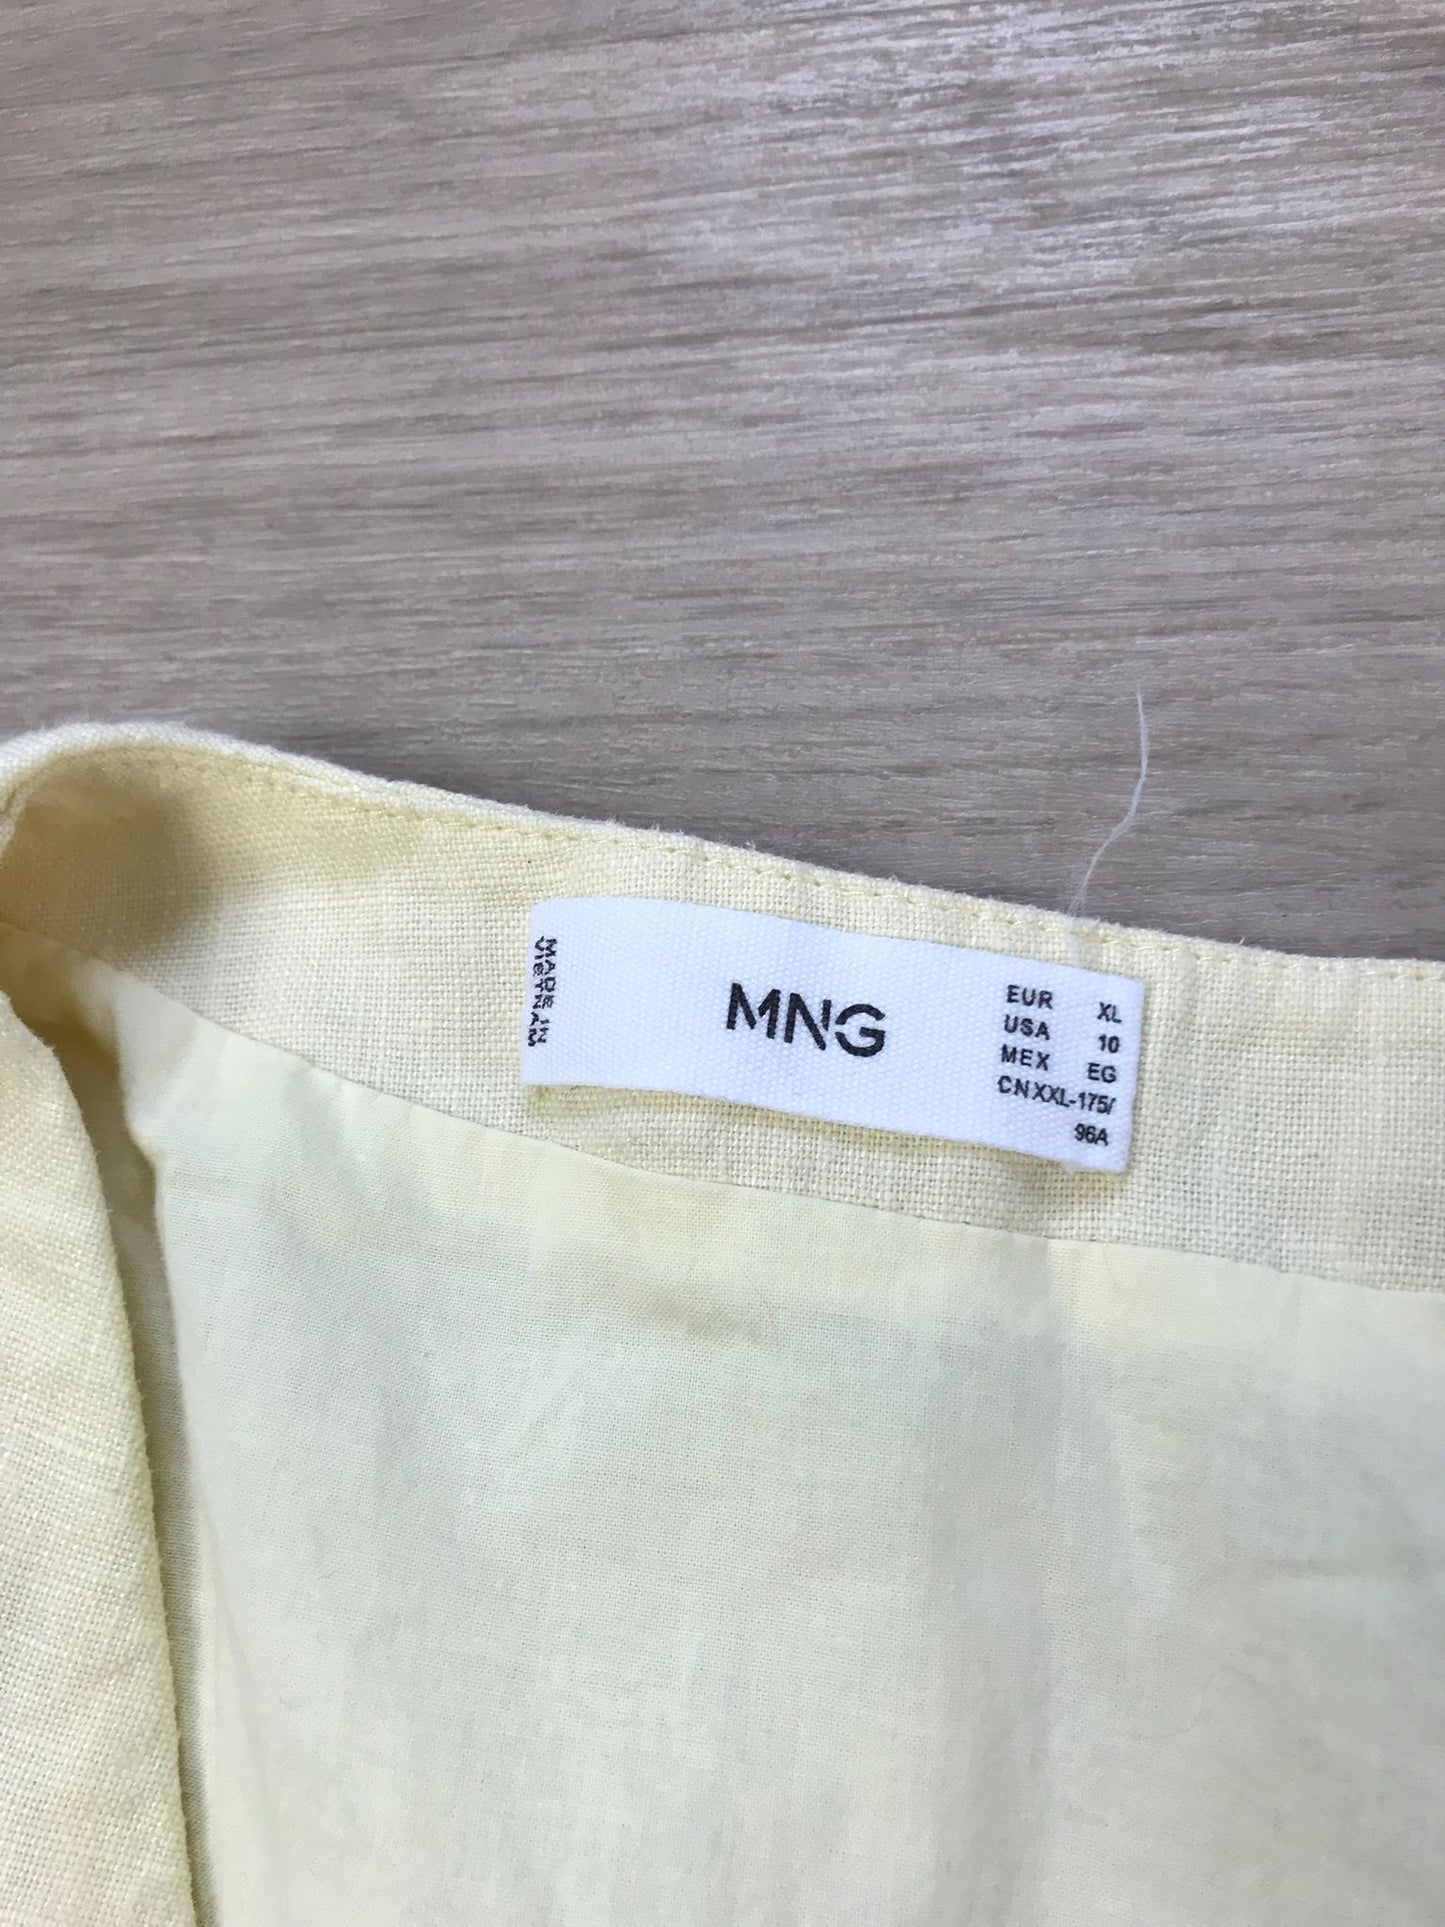 MADE IN
VIETNAM
MNG
EUR XL
USA 10
MEX EG
CN XXL-175/
96A